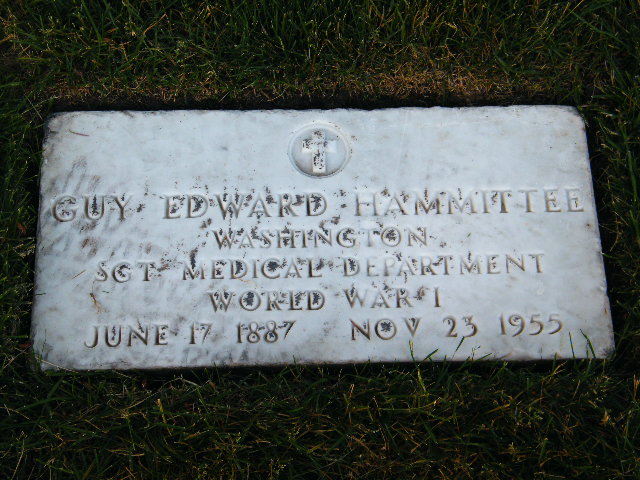 GUY EDWARD HAMMITTEE
WASHINGTON
SGT MEDICAL DEPARTMENT
WORLD WAR I
JUNE 17 1887 NOV 23 1955